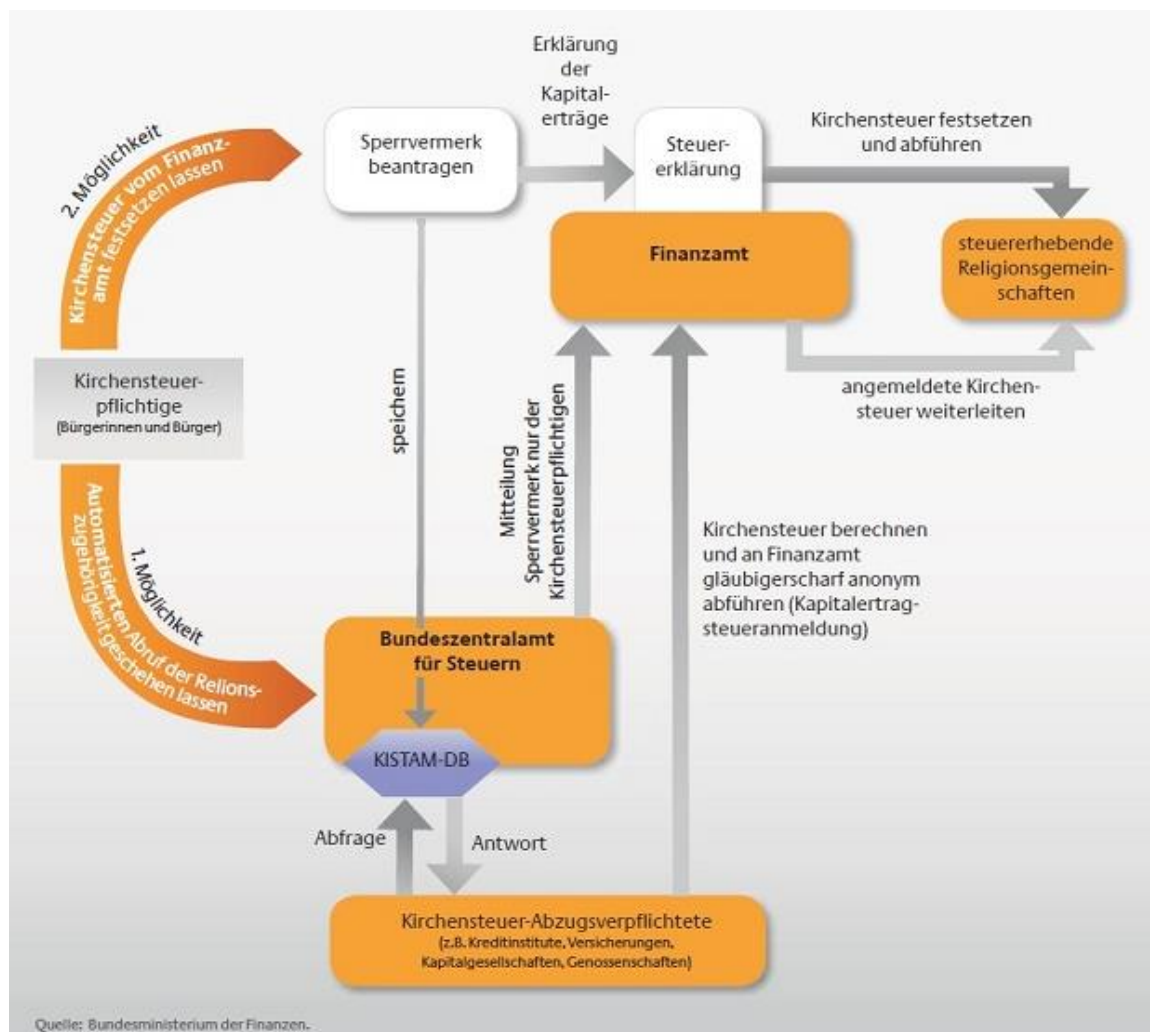 Erklärung
der
Kapital-
erträge
2. Möglichkeit
Kirchensteuer vom Finanz-
amt festsetzen lassen
Sperrvermerk
beantragen
Steuer-
erklärung
Kirchensteuer festsetzen
und abführen
Finanzamt
steuererhebende
Religionsgemein-
schaften
Kirchensteuer-
pflichtige
(Bürgerinnen und Bürger)
speichern
Mitteilung
Sperrvermerk nur der
Kirchensteuerpflichtigen
angemeldete Kirchen-
steuer weiterleiten
1. Möglichkeit
Automatisierten Abruf der Relions-
zugehörigkeit geschehen lassen
Kirchensteuer berechnen
und an Finanzamt
gläubigerscharf anonym
abführen (Kapitalertrag-
steueranmeldung)
Bundeszentralamt
für Steuern
KISTAM-DB
Abfrage
Antwort
Kirchensteuer-Abzugsverpflichtete
(z.B. Kreditinstitute, Versicherungen,
Kapitalgesellschaften, Genossenschaften)
Quelle: Bundesministerium der Finanzen.